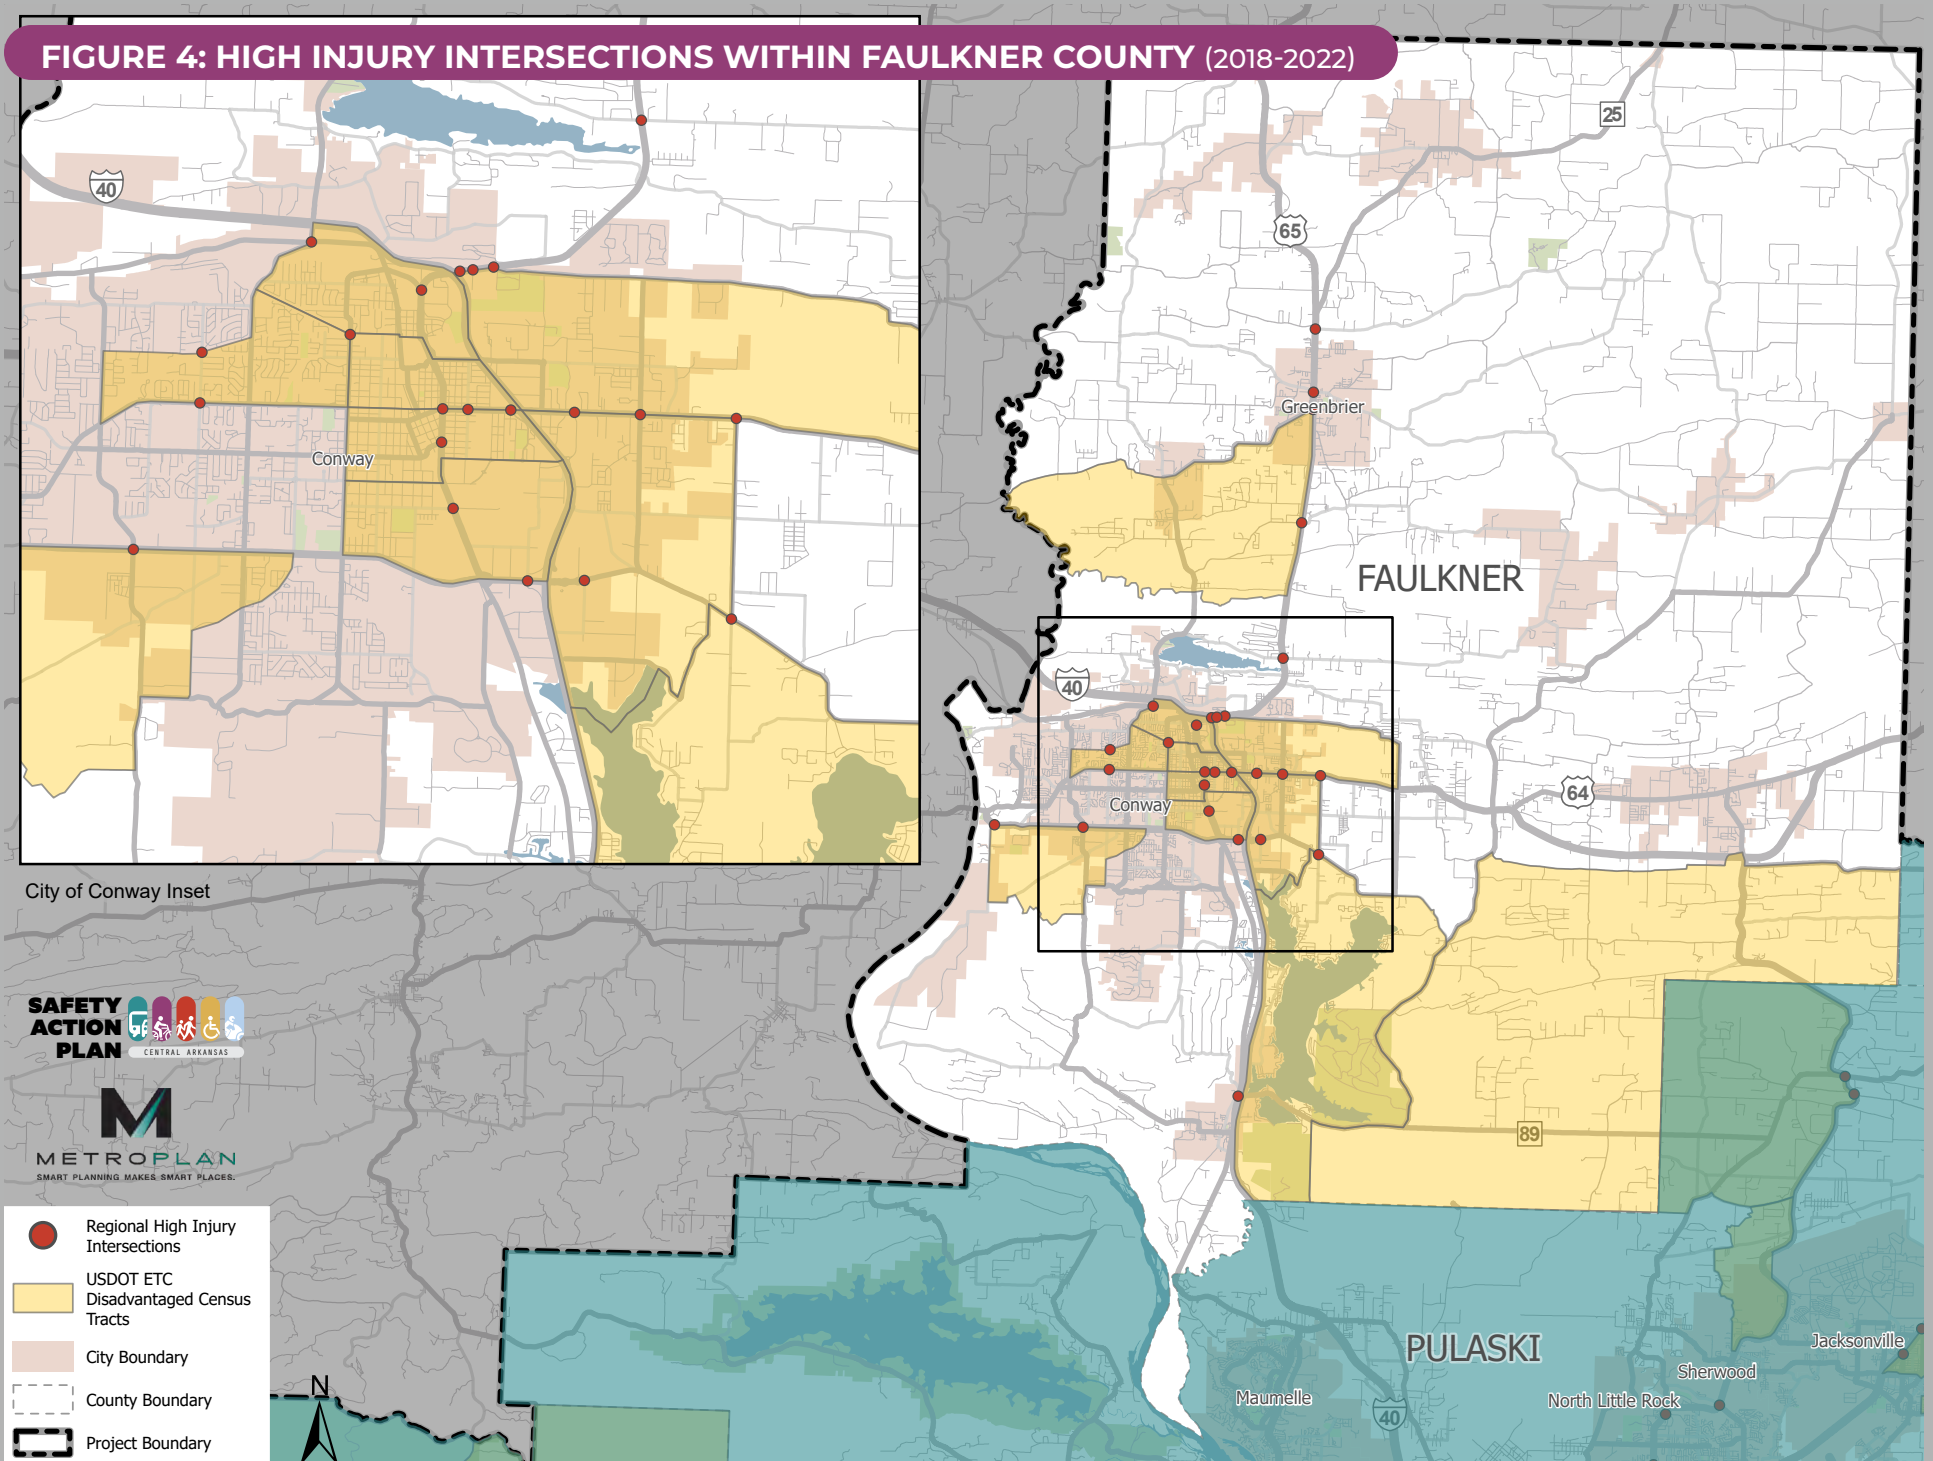 FIGURE 4: HIGH INJURY INTERSECTIONS WITHIN FAULKNER COUNTY (2018-2022)
40
Conway
City of Conway Inset
25
65
Greenbrier
FAULKNER
40
Conway
64
89
PULASKI
Maumelle
40
North Little Rock
Sherwood
Jacksonville
SAFETY
ACTION
PLAN
CENTRAL ARKANSAS
M
METROPLAN
SMART PLANNING MAKES SMART PLACES.
Regional High Injury
Intersections
USDOT ETC
Disadvantaged Census
Tracts
City Boundary
County Boundary
Project Boundary
N